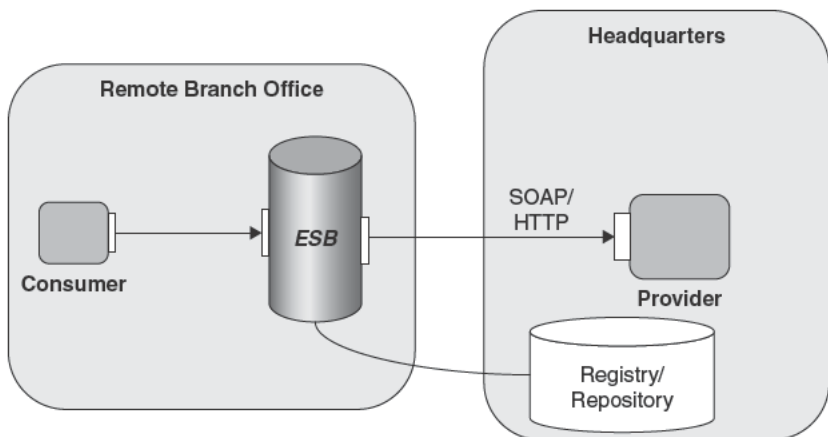 Headquarters
Remote Branch Office
SOAP/
HTTP
ESB
Consumer
Provider
Registry/
Repository